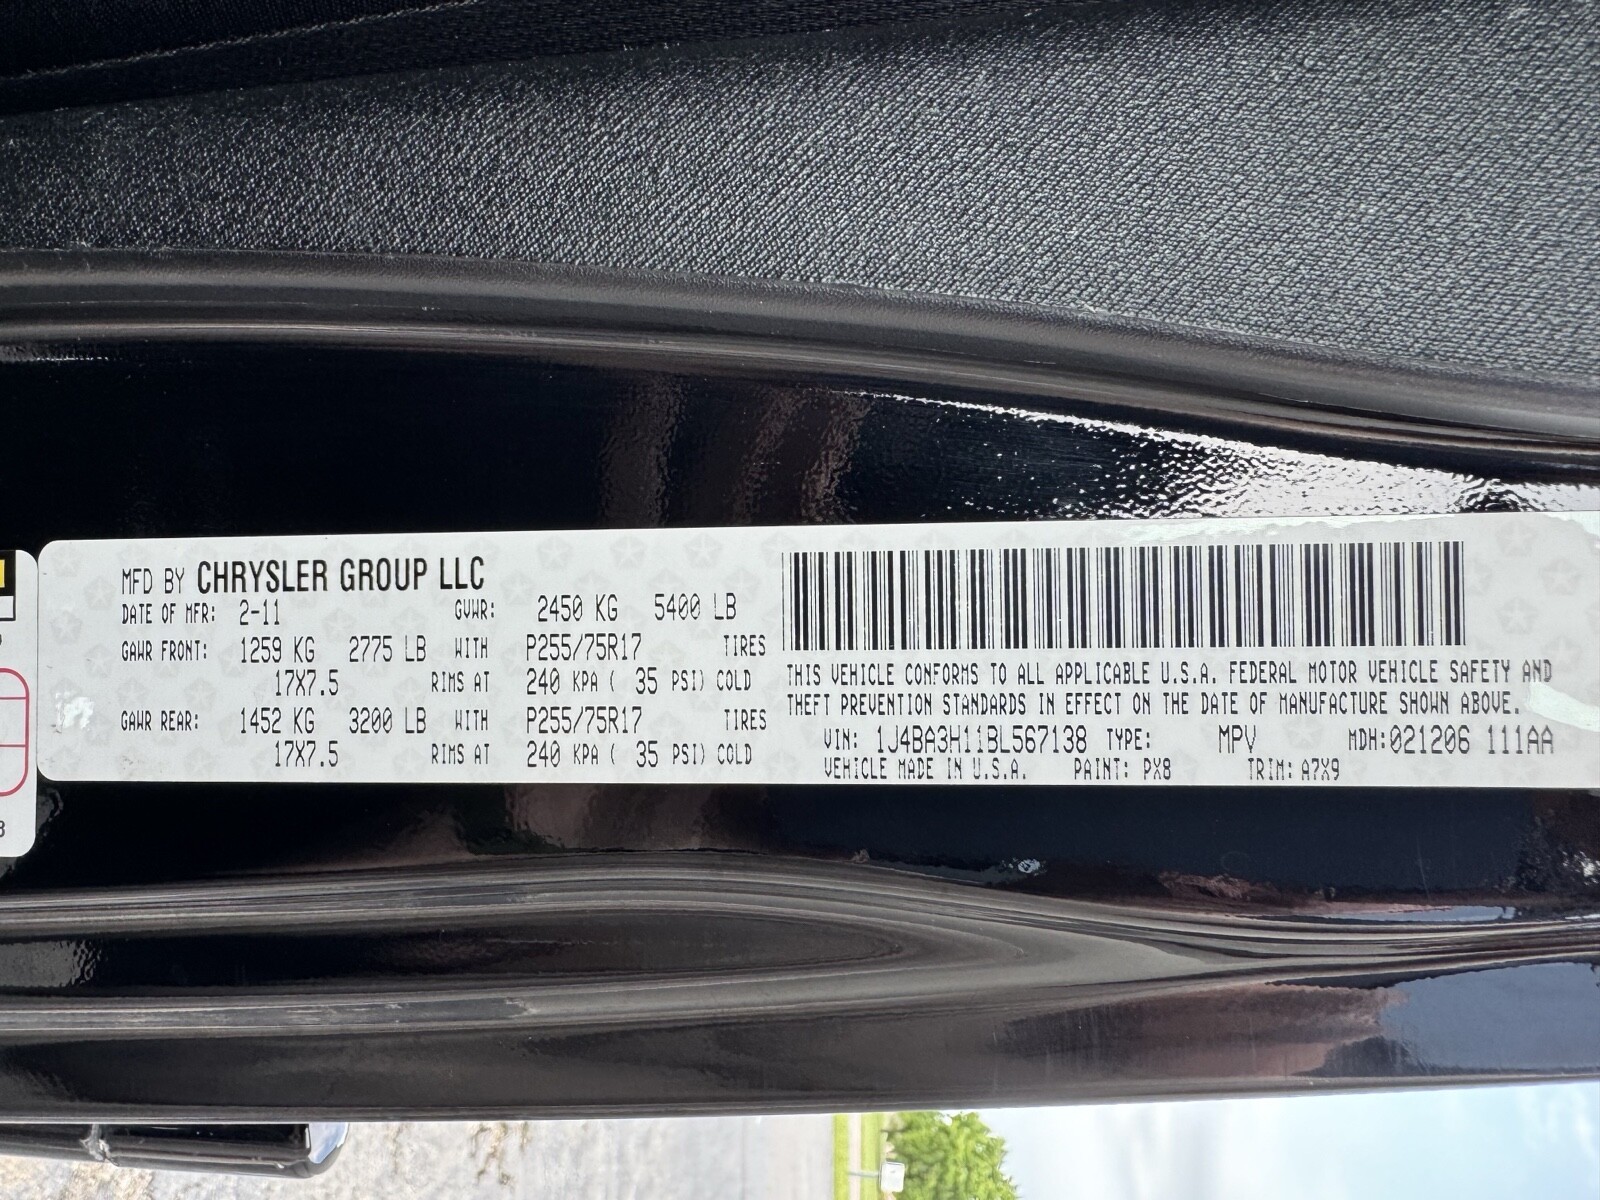 MFD BY CHRYSLER GROUP LLC
DATE OF MFR: 2-11 GVWR: 2450 KG 5400 LB
GAWR FRONT: 1259 KG 2775 LB WITH P255/75R17 TIRES
17X7.5 RIMS AT 240 KPA ( 35 PSI) COLD
GAWR REAR: 1452 KG 3200 LB WITH P255/75R17 TIRES
17X7.5 RIMS AT 240 KPA ( 35 PSI) COLD
THIS VEHICLE CONFORMS TO ALL APPLICABLE U.S.A. FEDERAL MOTOR VEHICLE SAFETY AND
THEFT PREVENTION STANDARDS IN EFFECT ON THE DATE OF MANUFACTURE SHOWN ABOVE.
VIN: 1J4BA3H11BL567138 TYPE: MPV MDH:021206 111AA
VEHICLE MADE IN U.S.A. PAINT: PX8 TRIM: A7X9